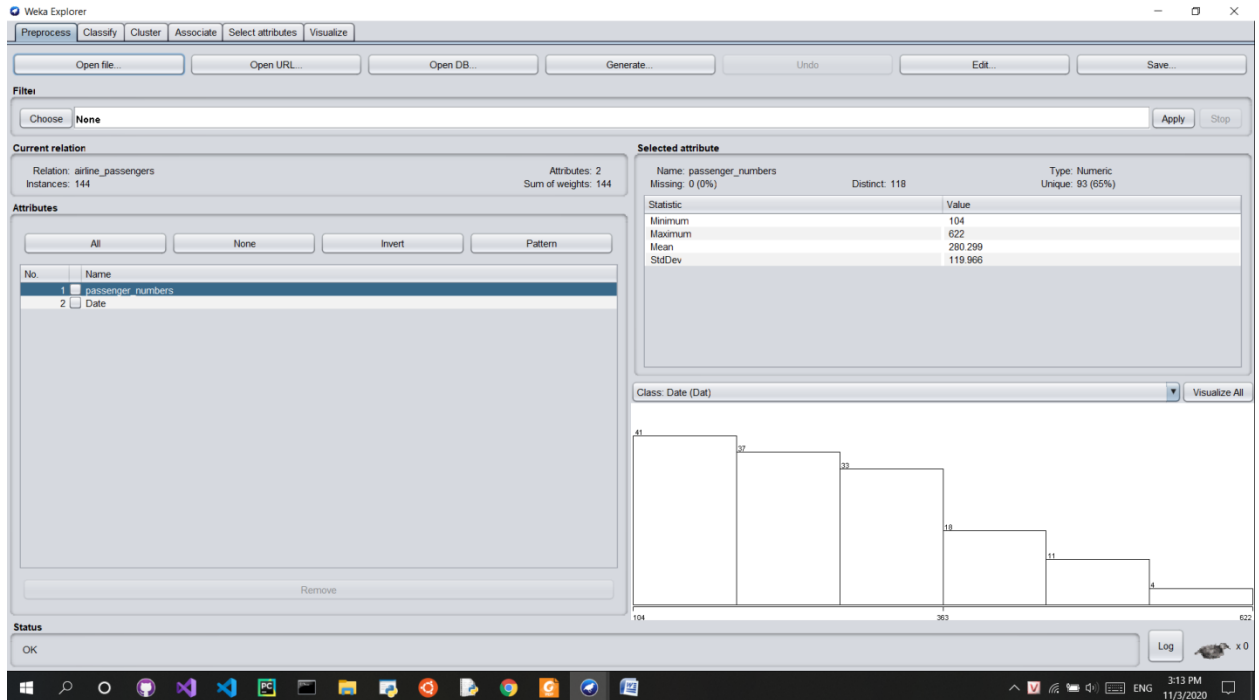 Weka Explorer
Preprocess Classify Cluster Associate Select attributes Visualize
Open file... Open URL... Open DB... Generate... Undo Edit... Save...
Filter
Choose None Apply Stop
Current relation
Relation: airline_passengers Attributes: 2
Instances: 144 Sum of weights: 144
Attributes
All None Invert Pattern
No. Name
1 passenger_numbers
2 Date
Remove
Selected attribute
Name: passenger_numbers Type: Numeric
Missing: 0 (0%) Distinct: 118 Unique: 93 (65%)
Statistic Value
Minimum 104
Maximum 622
Mean 280.299
StdDev 119.966
Class: Date (Dat) Visualize All
41
37
33
18
11
4
104 363 622
Status
OK
Log x 0
ENG 3:13 PM
11/3/2020